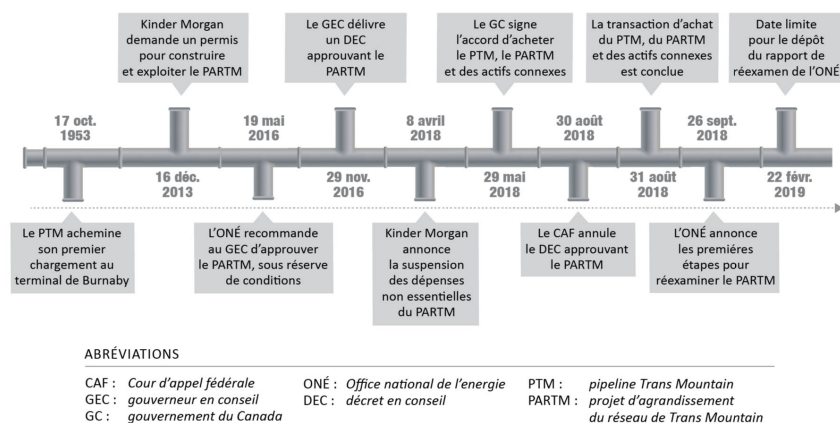 Kinder Morgan
demande un permis
pour construire
et exploiter le PARTM
Le GEC délivre
un DEC
approuvant le
PARTM
Le GC signe
l'accord d'acheter
le PTM, le PARTM
et des actifs connexes
La transaction d'achat
du PTM, du PARTM
et des actifs connexes
est conclue
Date limite
pour le dépôt
du rapport de
réexamen de l'ONÉ
17 oct.
1953
19 mai
2016
8 avril
2018
30 août
2018
26 sept.
2018
16 déc.
2013
29 nov.
2016
29 mai
2018
31 août
2018
22 févr.
2019
Le PTM achemine
son premier
chargement au
terminal de Burnaby
L'ONÉ recommande
au GEC d'approuver
le PARTM, sous réserve
de conditions
Kinder Morgan
annonce
la suspension
des dépenses
non essentielles
du PARTM
Le CAF annule
le DEC approuvant
le PARTM
L'ONÉ annonce
les premiéres
étapes pour
réexaminer le PARTM
ABRÉVIATIONS
CAF : Cour d'appel fédérale
GEC : gouverneur en conseil
GC : gouvernement du Canada
ONÉ : Office national de l'energie
DEC : décret en conseil
PTM : pipeline Trans Mountain
PARTM : projet d'agrandissement
du réseau de Trans Mountain